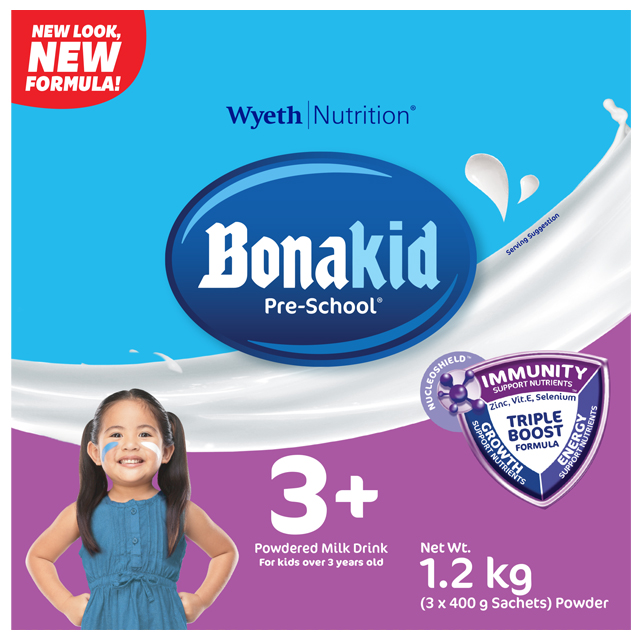 NEW LOOK,
NEW
FORMULA!
Wyeth | Nutrition®
Bonakid
Pre-School®
Serving Suggestion
NUCLEOSHIELD™
IMMUNITY
SUPPORT NUTRIENTS™
Zinc, Vit.E, Selenium
TRIPLE
BOOST
FORMULA
GROWTH
SUPPORT NUTRIENTS
ENERGY
SUPPORT NUTRIENTS
3+
Powdered Milk Drink
For kids over 3 years old
Net Wt.
1.2 kg
(3 x 400 g Sachets) Powder